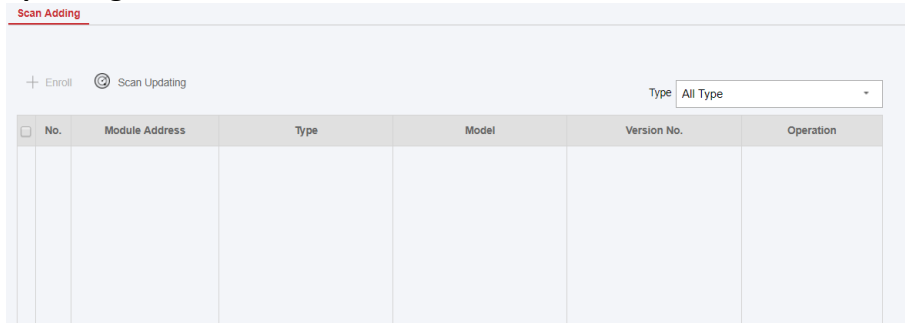 Scan Adding
Enroll Scan Updating
Type All Type
No. Module Address Type Model Version No. Operation